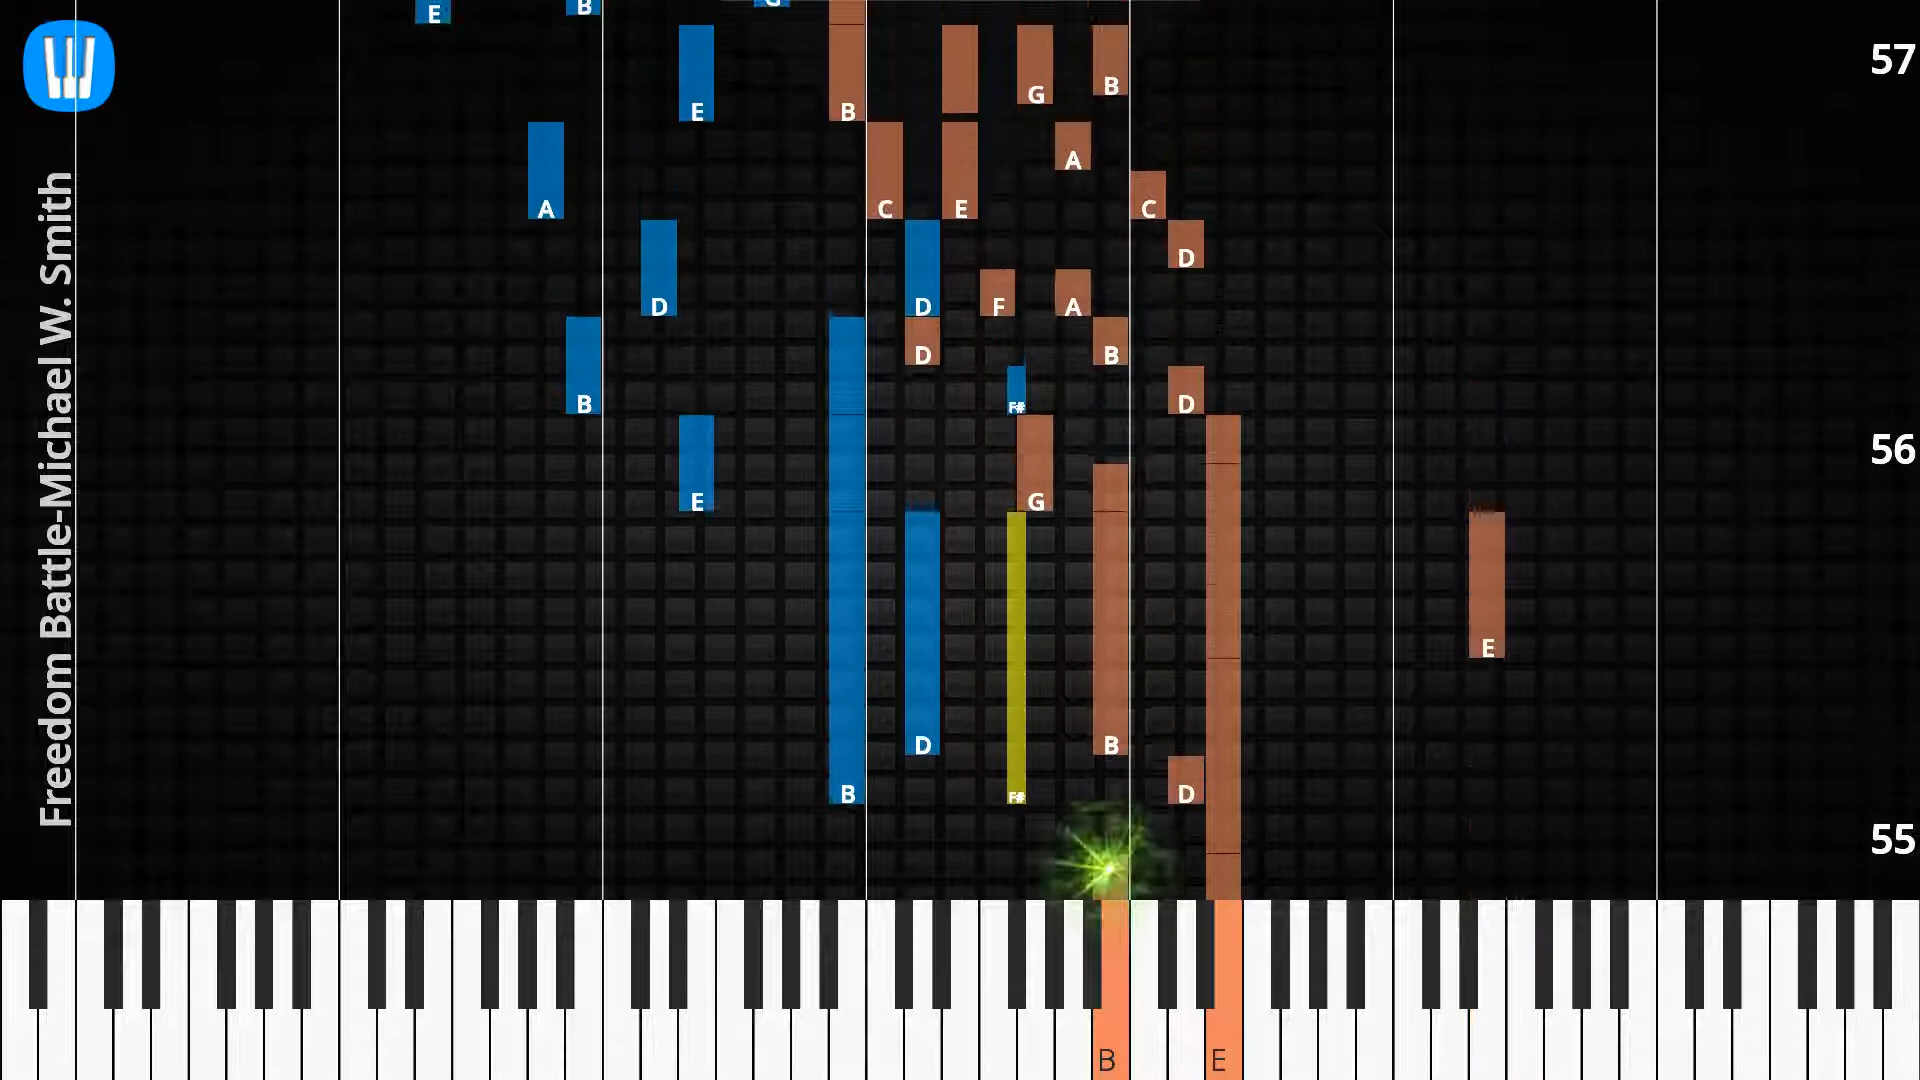 E B G
57
G B
E B
A
A C E C
D
D D F A
D B
B F# D
56
E G
E
D B
B F# D
55
B E
Freedom Battle-Michael W. Smith